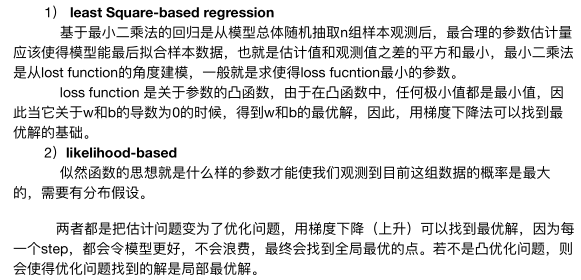 1） least Square-based regression
基于最小二乘法的回归是从模型总体随机抽取n组样本观测后，最合理的参数估计量
应该使得模型能最后拟合样本数据，也就是估计值和观测值之差的平方和最小，最小二乘法
是从lost function的角度建模，一般就是求使得loss fucntion最小的参数。
loss function 是关于参数的凸函数，由于在凸函数中，任何极小值都是最小值，因
此当它关于w和b的导数为0的时候，得到w和b的最优解，因此，用梯度下降法可以找到最
优解的基础。
2）likelihood-based
似然函数的思想就是什么样的参数才能使我们观测到目前这组数据的概率是最大
的，需要有分布假设。
两者都是把估计问题变为了优化问题，用梯度下降（上升）可以找到最优解，因为每
一个step，都会令模型更好，不会浪费，最终会找到全局最优的点。若不是凸优化问题，则
会使得优化问题找到的解是局部最优解。